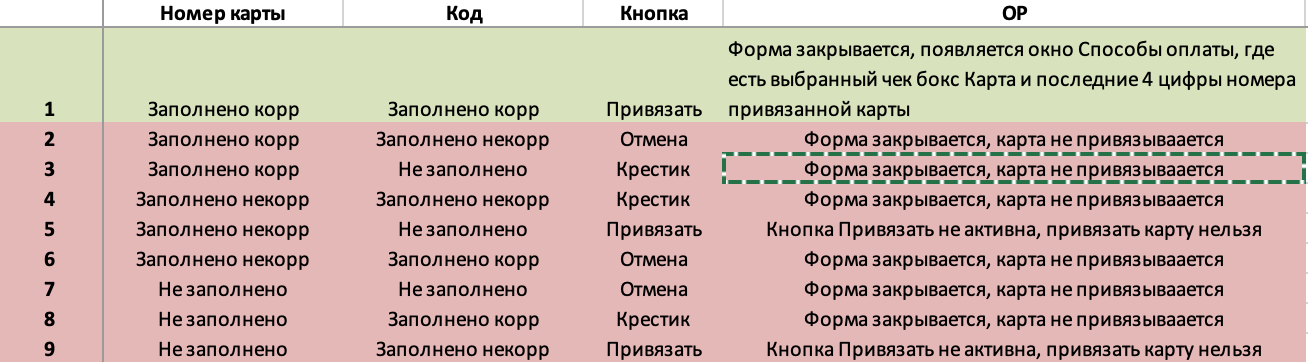 Номер карты Код Кнопка ОР
Форма закрывается, появляется окно Способы оплаты, где
есть выбранный чек бокс Карта и последние 4 цифры номера
1 Заполнено корр Заполнено корр Привязать привязанной карты
2 Заполнено корр Заполнено некорр Отмена Форма закрывается, карта не привязываается
3 Заполнено корр Не заполнено Крестик Форма закрывается, карта не привязываается
4 Заполнено некорр Заполнено некорр Крестик Форма закрывается, карта не привязываается
5 Заполнено некорр Не заполнено Привязать Кнопка Привязать не активна, привязать карту нельзя
6 Заполнено некорр Заполнено корр Отмена Форма закрывается, карта не привязываается
7 Не заполнено Не заполнено Отмена Форма закрывается, карта не привязываается
8 Не заполнено Заполнено корр Крестик Форма закрывается, карта не привязываается
9 Не заполнено Заполнено некорр Привязать Кнопка Привязать не активна, привязать карту нельзя